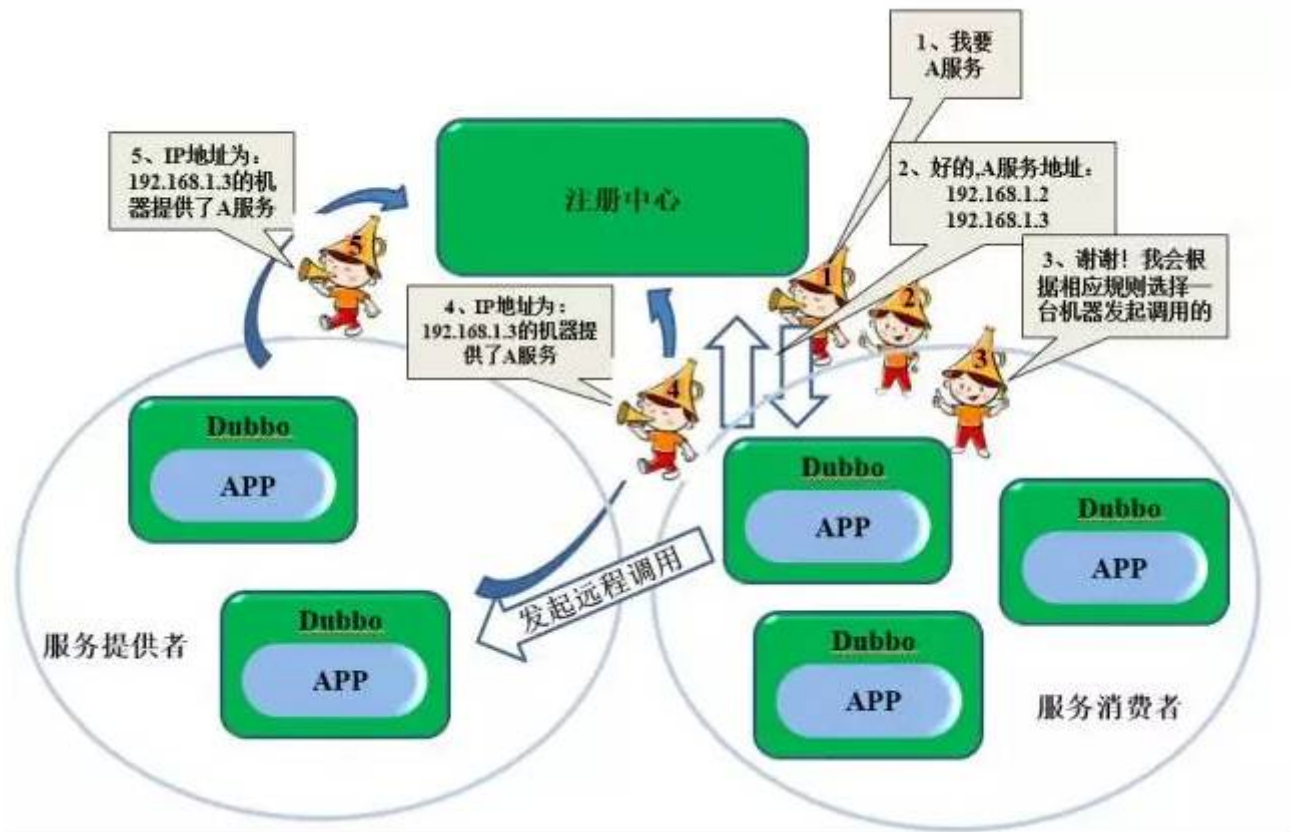 1、我要
A服务
5、IP地址为：
192.168.1.3的机
器提供了A服务
注册中心
2、好的,A服务地址：
192.168.1.2
192.168.1.3
3、谢谢！我会根
据相应规则选择一
台机器发起调用的
4、IP地址为：
192.168.1.3的机器提
供了A服务
5
1
2
3
4
Dubbo
APP
Dubbo
APP
服务提供者
发起远程调用
Dubbo
APP
Dubbo
APP
Dubbo
APP
服务消费者